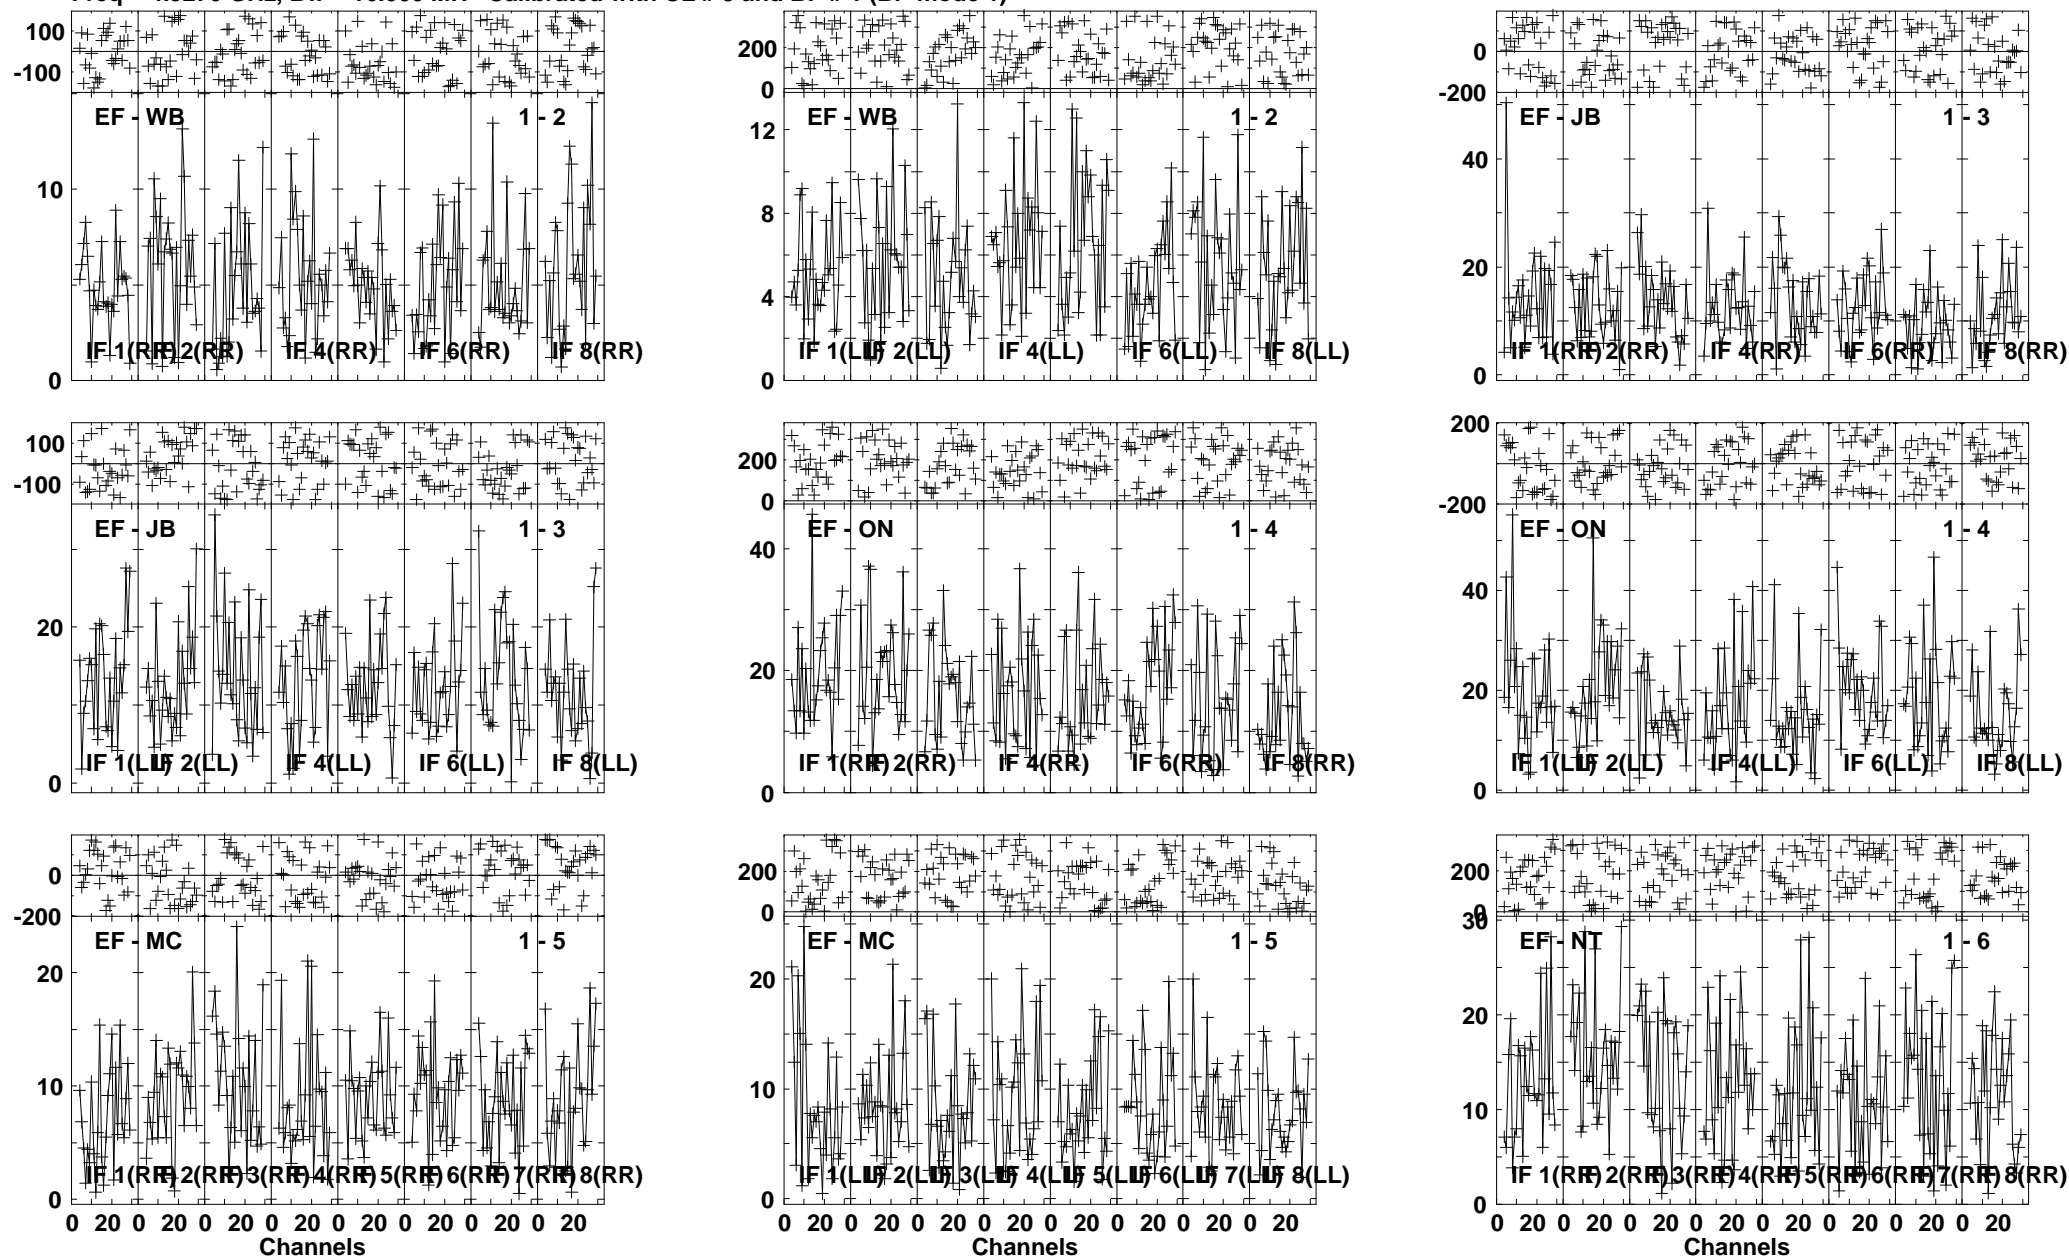 100
-100
EF - WB 1 - 2
10
0
IF 1(RR) IF 2(RR) IF 4(RR) IF 6(RR) IF 8(RR)
200
0
EF - WB 1 - 2
12
8
4
0
IF 1(LL) IF 2(LL) IF 4(LL) IF 6(LL) IF 8(LL)
0
-200
EF - JB 1 - 3
40
20
0
IF 1(RR) IF 2(RR) IF 4(RR) IF 6(RR) IF 8(RR)
100
-100
EF - JB 1 - 3
20
0
IF 1(LL) IF 2(LL) IF 4(LL) IF 6(LL) IF 8(LL)
200
0
EF - ON 1 - 4
40
20
0
IF 1(RR) IF 2(RR) IF 4(RR) IF 6(RR) IF 8(RR)
200
-200
EF - ON 1 - 4
40
20
0
IF 1(LL) IF 2(LL) IF 4(LL) IF 6(LL) IF 8(LL)
0
-200
EF - MC 1 - 5
20
10
0
IF 1(RR) IF 2(RR) IF 3(RR) IF 4(RR) IF 5(RR) IF 6(RR) IF 7(RR) IF 8(RR)
0 20 0 20 0 20 0 20 0 20 0 20 0 20 0 20
Channels
200
0
EF - MC 1 - 5
20
10
0
IF 1(LL) IF 2(LL) IF 3(LL) IF 4(LL) IF 5(LL) IF 6(LL) IF 7(LL) IF 8(LL)
0 20 0 20 0 20 0 20 0 20 0 20 0 20 0 20
200
0
30
EF - NT 1 - 6
20
10
0
IF 1(RR) IF 2(RR) IF 3(RR) IF 4(RR) IF 5(RR) IF 6(RR) IF 7(RR) IF 8(RR)
0 20 0 20 0 20 0 20 0 20 0 20 0 20 0 20
Channels